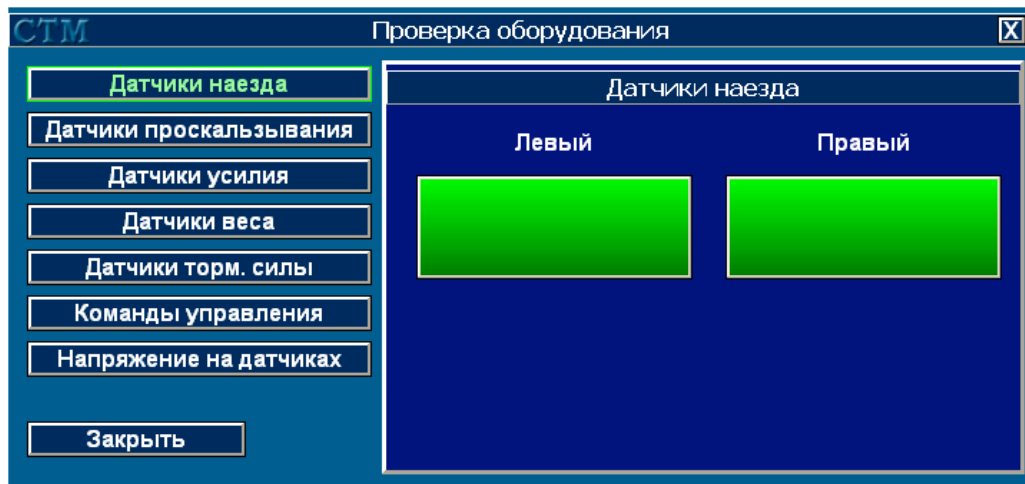 СТМ
Проверка оборудования
X
Датчики наезда
Датчики проскальзывания
Датчики усилия
Датчики веса
Датчики торм. силы
Команды управления
Напряжение на датчиках
Закрыть
Датчики наезда
Левый
Правый